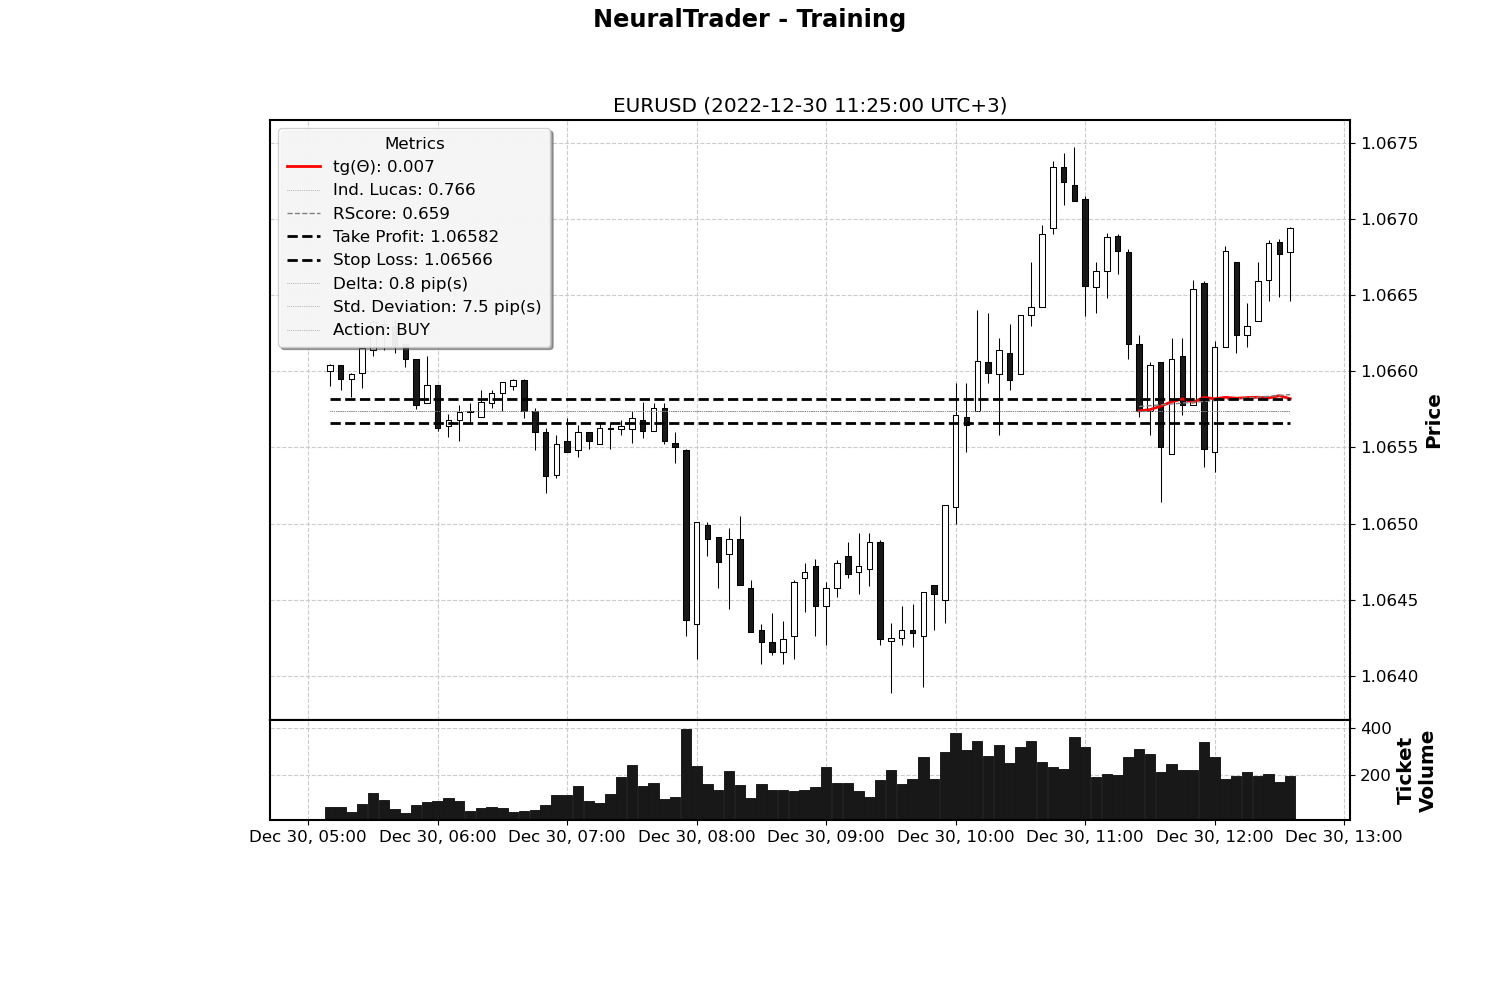 NeuralTrader - Training
EURUSD (2022-12-30 11:25:00 UTC+3)
Metrics
tg(Θ): 0.007
Ind. Lucas: 0.766
RScore: 0.659
Take Profit: 1.06582
Stop Loss: 1.06566
Delta: 0.8 pip(s)
Std. Deviation: 7.5 pip(s)
Action: BUY
1.0675
1.0670
1.0665
1.0660
1.0655
1.0650
1.0645
1.0640
Price
400
200
Ticket
Volume
Dec 30, 05:00 Dec 30, 06:00 Dec 30, 07:00 Dec 30, 08:00 Dec 30, 09:00 Dec 30, 10:00 Dec 30, 11:00 Dec 30, 12:00 Dec 30, 13:00